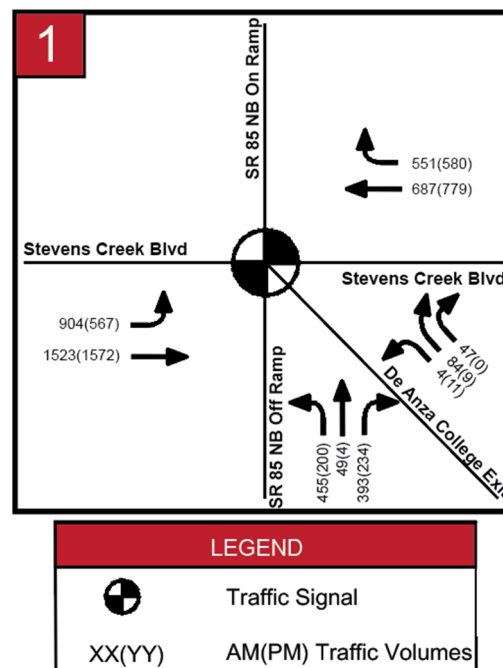 1
SR 85 NB On Ramp
551(580)
687(779)
Stevens Creek Blvd
Stevens Creek Blvd
904(567)
1523(1572)
47(0)
84(9)
4(11)
De Anza College Exit
SR 85 NB Off Ramp
455(200)
49(4)
393(234)
LEGEND
Traffic Signal
XX(YY) AM(PM) Traffic Volumes